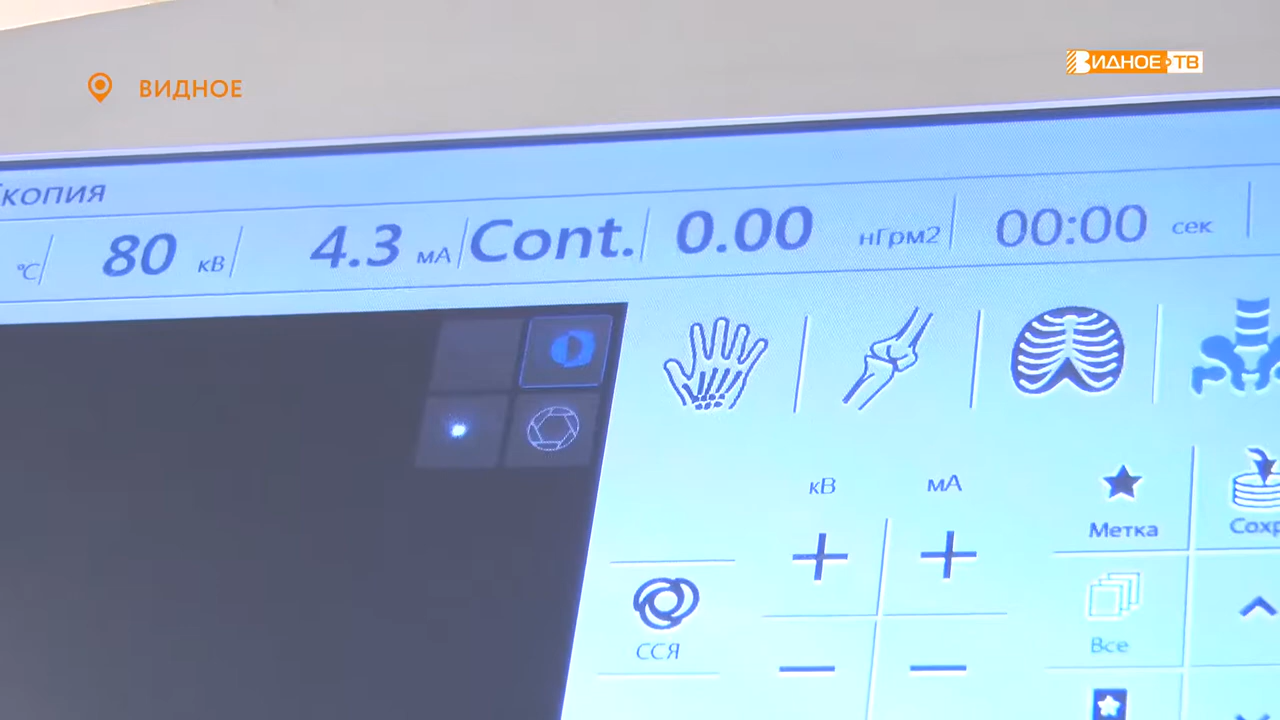 ВИДНОЕ
ВИДНОЕ ТВ
копия
°C 80 кВ 4.3 мА Cont. 0.00 нГрм2 00:00 сек
кВ мА
Метка
Сохр
ССЯ
Все